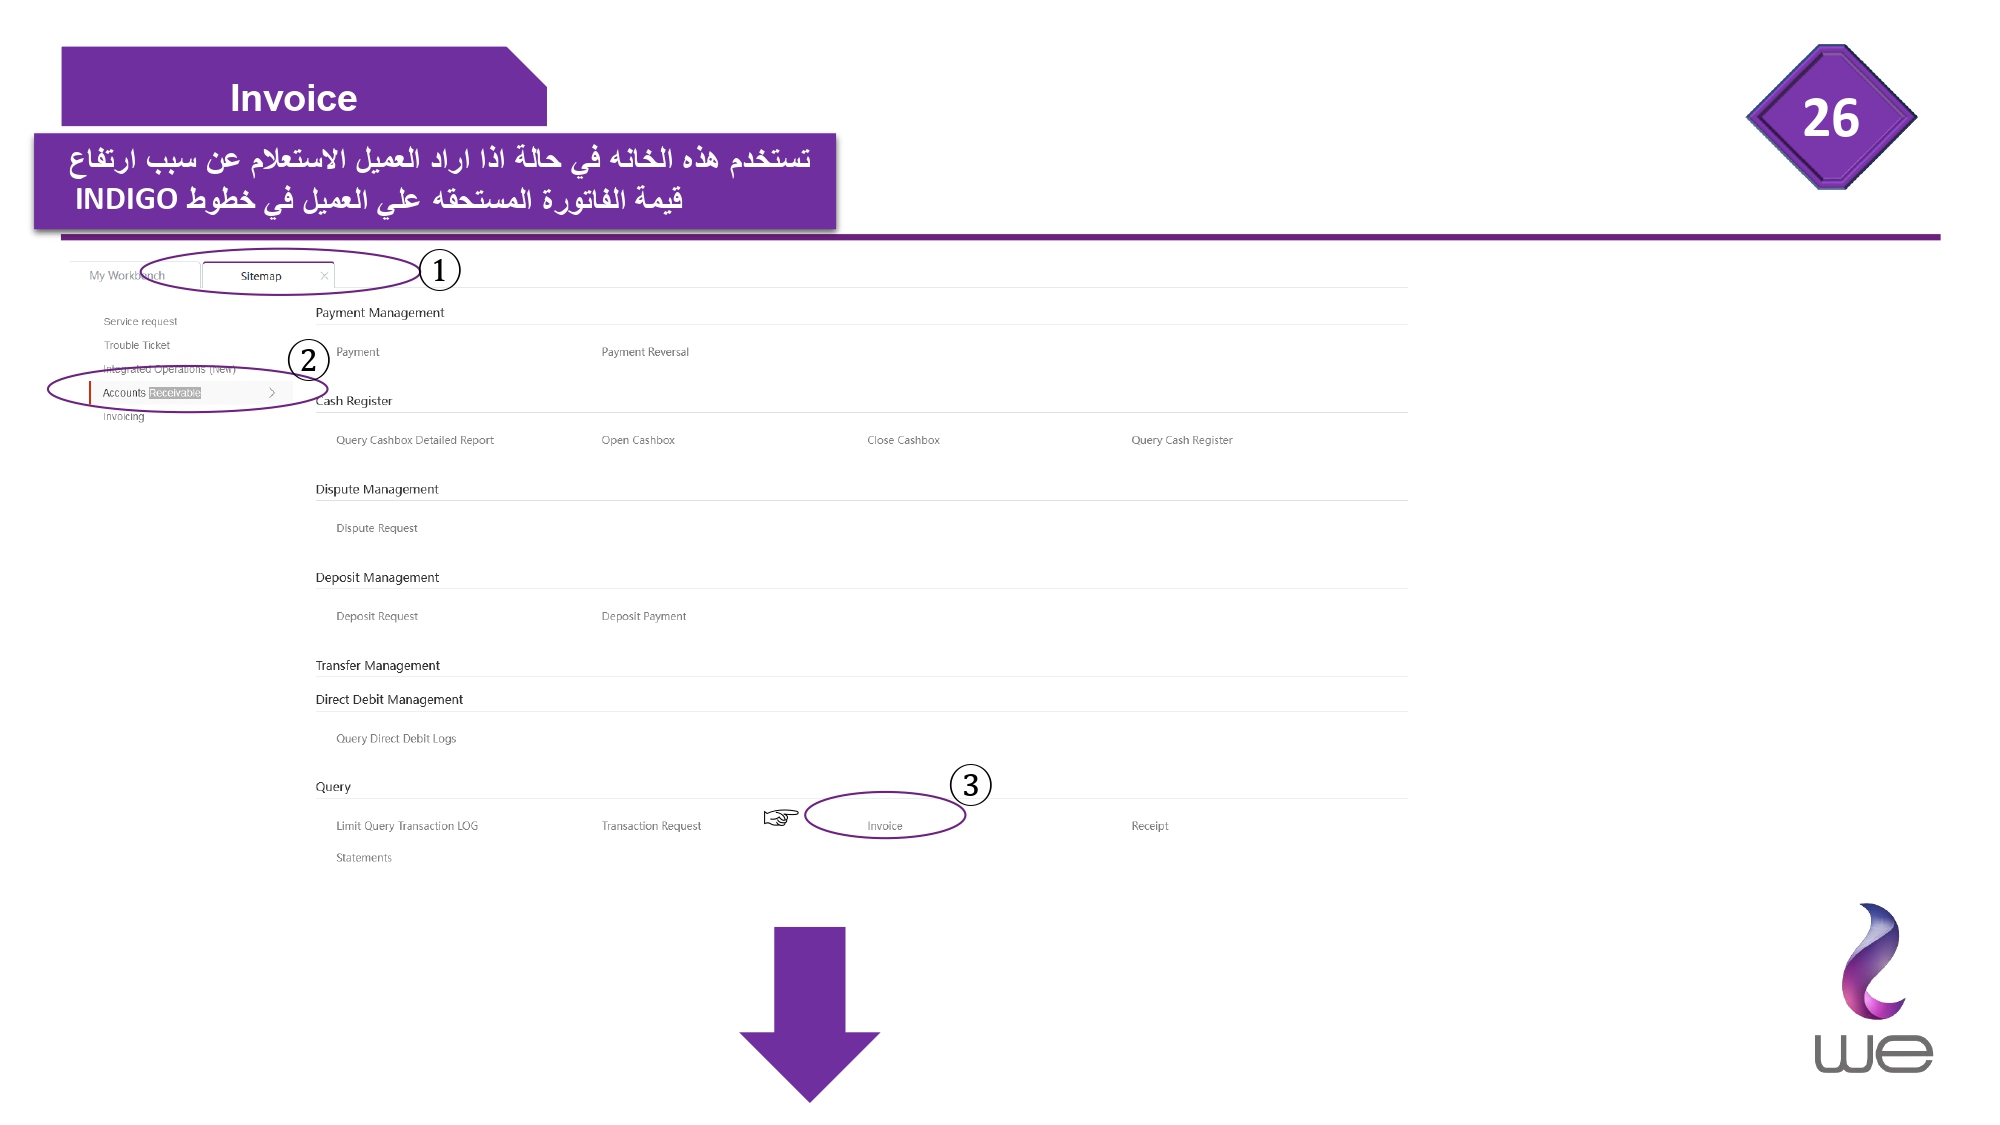 Invoice
26
تستخدم هذه الخانه في حالة اذا اراد العميل الاستعلام عن سبب ارتفاع
قيمة الفاتورة المستحقه علي العميل في خطوط INDIGO
My Workbench Sitemap ①
Service request
Trouble Ticket
②
Integrated Operations (New)
Accounts Receivable
Invoicing
Payment Management
Payment Payment Reversal
Cash Register
Query Cashbox Detailed Report Open Cashbox Close Cashbox Query Cash Register
Dispute Management
Dispute Request
Deposit Management
Deposit Request Deposit Payment
Transfer Management
Direct Debit Management
Query Direct Debit Logs
Query
③
Limit Query Transaction LOG Transaction Request Invoice Receipt
Statements
we